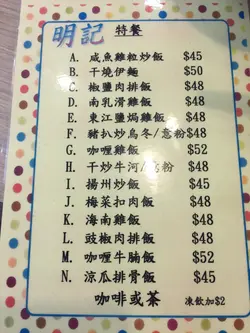 明記 特餐
A. 咸魚雞粒炒飯 $45
B. 干燒伊麵 $50
C. 椒鹽肉排飯 $48
D. 南乳滑雞飯 $48
E. 東江鹽焗雞飯 $48
F. 豬扒炒烏冬/意粉 $48
G. 咖喱雞飯 $52
H. 干炒牛河/意粉 $48
I. 揚州炒飯 $45
J. 梅菜扣肉飯 $48
K. 海南雞飯 $48
L. 豉椒肉排飯 $48
M. 咖喱牛腩飯 $52
N. 涼瓜排骨飯 $45
咖啡或茶 凍飲加$2